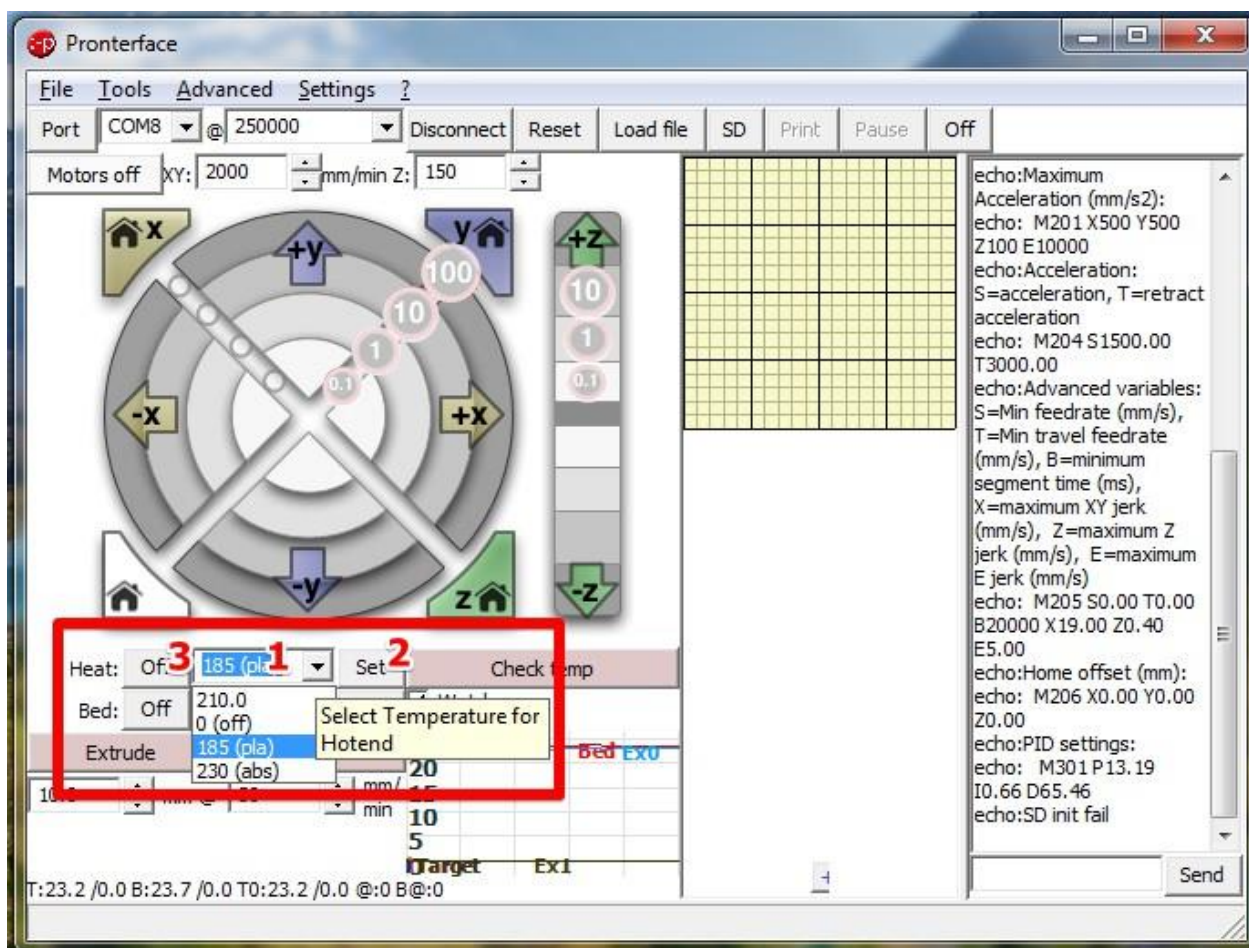 Pronterface
File Tools Advanced Settings ?
Port COM8 @ 250000 Disconnect Reset Load file SD Print Pause Off
Motors off XY: 2000 mm/min Z: 150
x
+y
y
+z
100
10
10
1
1
0.1
0.1
-x
+x
-y
z
-z
Heat: 3 185 1 Set 2 Check temp
Bed: Off 210.0
0 (off)
185 (pla)
230 (abs)
Select Temperature for
Hotend
Extrude
Bed Ex0
20
mm/
min
10
5
Target Ex1
T:23.2 /0.0 B:23.7 /0.0 T0:23.2 /0.0 @:0 B@:0
echo:Maximum
Acceleration (mm/s2):
echo: M201 X500 Y500
Z100 E10000
echo:Acceleration:
S=acceleration, T=retract
acceleration
echo: M204 S1500.00
T3000.00
echo:Advanced variables:
S=Min feedrate (mm/s),
T=Min travel feedrate
(mm/s), B=minimum
segment time (ms),
X=maximum XY jerk
(mm/s), Z=maximum Z
jerk (mm/s), E=maximum
E jerk (mm/s)
echo: M205 S0.00 T0.00
B20000 X19.00 Z0.40
E5.00
echo:Home offset (mm):
echo: M206 X0.00 Y0.00
Z0.00
echo:PID settings:
echo: M301 P13.19
I0.66 D65.46
echo:SD init fail
Send